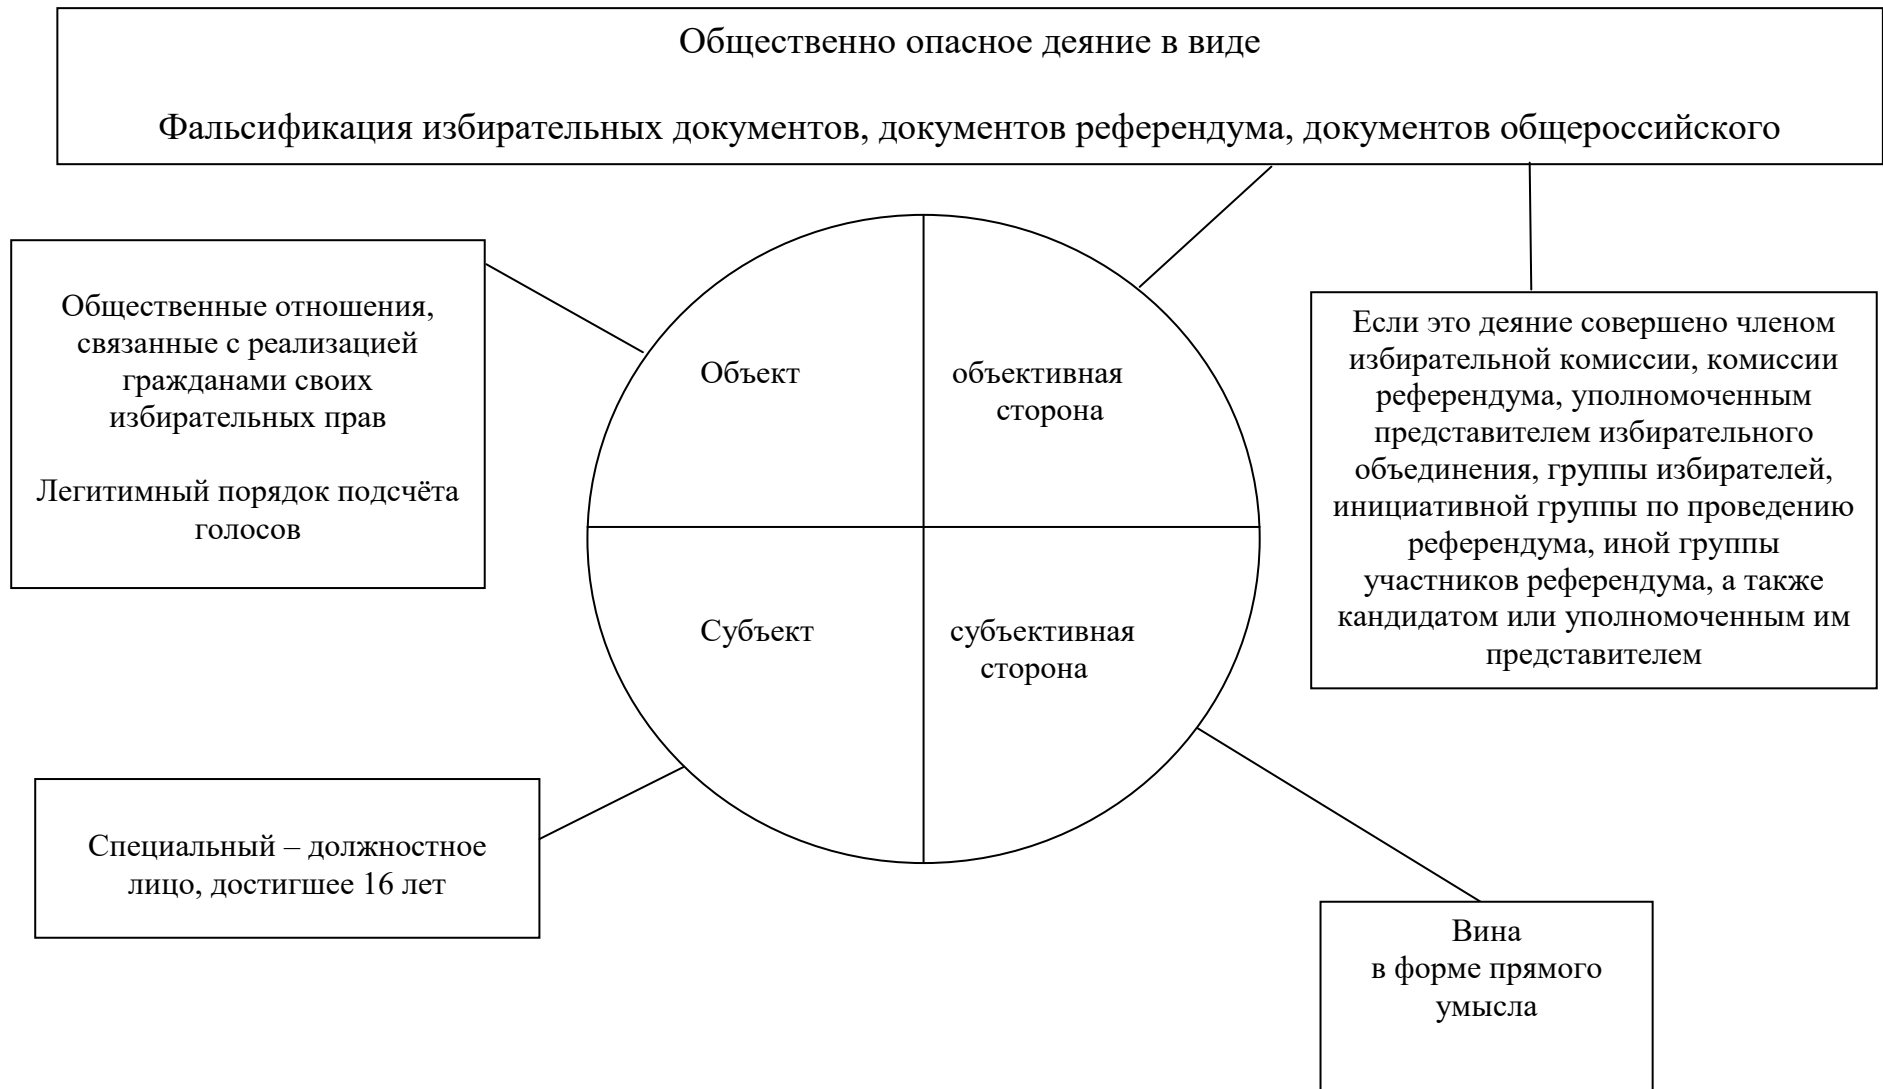 Общественно опасное деяние в виде
Фальсификация избирательных документов, документов референдума, документов общероссийского
Общественные отношения,
связанные с реализацией
гражданами своих
избирательных прав
Легитимный порядок подсчёта
голосов
Объект
объективная
сторона
Если это деяние совершено членом
избирательной комиссии, комиссии
референдума, уполномоченным
представителем избирательного
объединения, группы избирателей,
инициативной группы по проведению
референдума, иной группы
участников референдума, а также
кандидатом или уполномоченным им
представителем
Субъект
субъективная
сторона
Специальный – должностное
лицо, достигшее 16 лет
Вина
в форме прямого
умысла